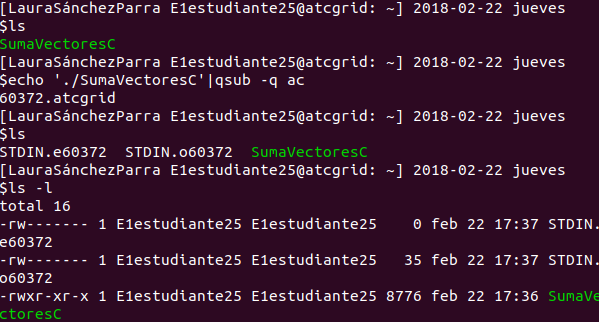 [LauraSánchezParra E1estudiante25@atcgrid: ~] 2018-02-22 jueves
$ls
SumaVectoresC
[LauraSánchezParra E1estudiante25@atcgrid: ~] 2018-02-22 jueves
$echo './SumaVectoresC'|qsub -q ac
60372.atcgrid
[LauraSánchezParra E1estudiante25@atcgrid: ~] 2018-02-22 jueves
$ls
STDIN.e60372  STDIN.o60372  SumaVectoresC
[LauraSánchezParra E1estudiante25@atcgrid: ~] 2018-02-22 jueves
$ls -l
total 16
-rw------- 1 E1estudiante25 E1estudiante25    0 feb 22 17:37 STDIN.
e60372
-rw------- 1 E1estudiante25 E1estudiante25   35 feb 22 17:37 STDIN.
o60372
-rwxr-xr-x 1 E1estudiante25 E1estudiante25 8776 feb 22 17:36 SumaVe
ctoresC